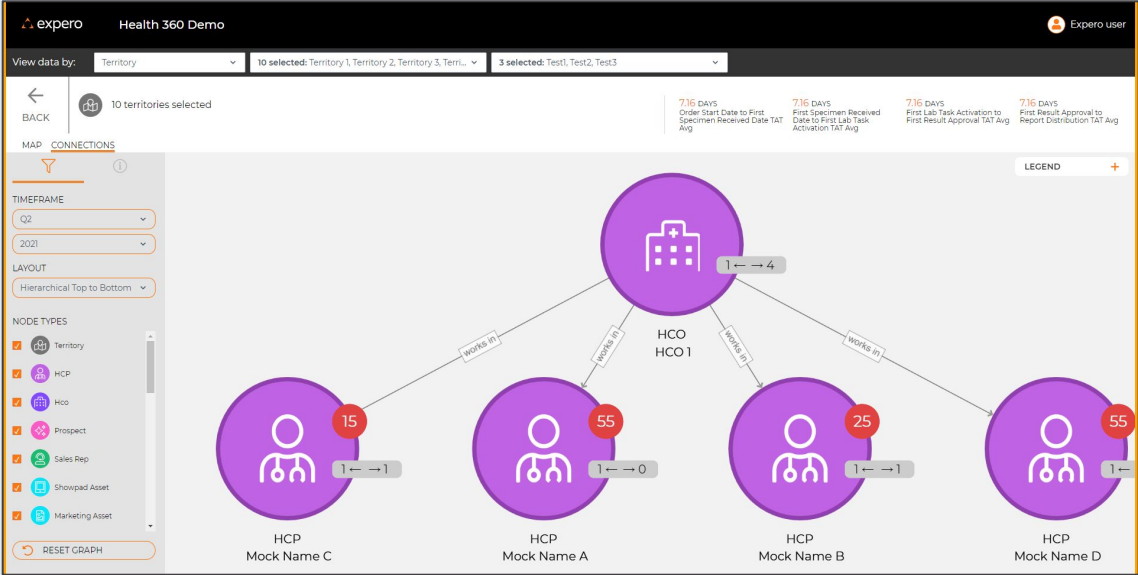 expero
Health 360 Demo
Expero user
View data by:
Territory
10 selected: Territory 1, Territory 2, Territory 3, Terri...
3 selected: Test1, Test2, Test3
BACK
10 territories selected
7.16 DAYS
Order Start Date to First
Specimen Received Date TAT
Avg
7.16 DAYS
First Specimen Received
Date to First Lab Task
Activation TAT Avg
7.16 DAYS
First Lab Task Activation to
First Result Approval TAT Avg
7.16 DAYS
First Result Approval to
Report Distribution TAT Avg
MAP CONNECTIONS
LEGEND +
TIMEFRAME
Q2
2021
LAYOUT
Hierarchical Top to Bottom
NODE TYPES
Territory
HCP
Hco
Prospect
Sales Rep
Showpad Asset
Marketing Asset
RESET GRAPH
1 ← → 4
HCO
HCO 1
works in
works in
works in
works in
15
1 ← → 1
HCP
Mock Name C
55
1 ← → 0
HCP
Mock Name A
25
1 ← → 1
HCP
Mock Name B
55
1 ←
HCP
Mock Name D